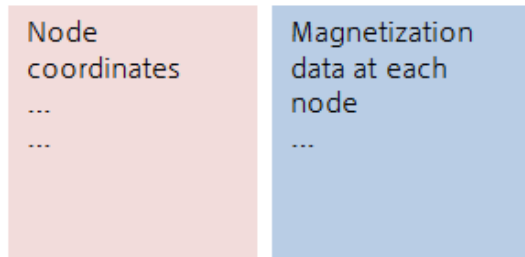 Node
coordinates
...
...
Magnetization
data at each
node
...